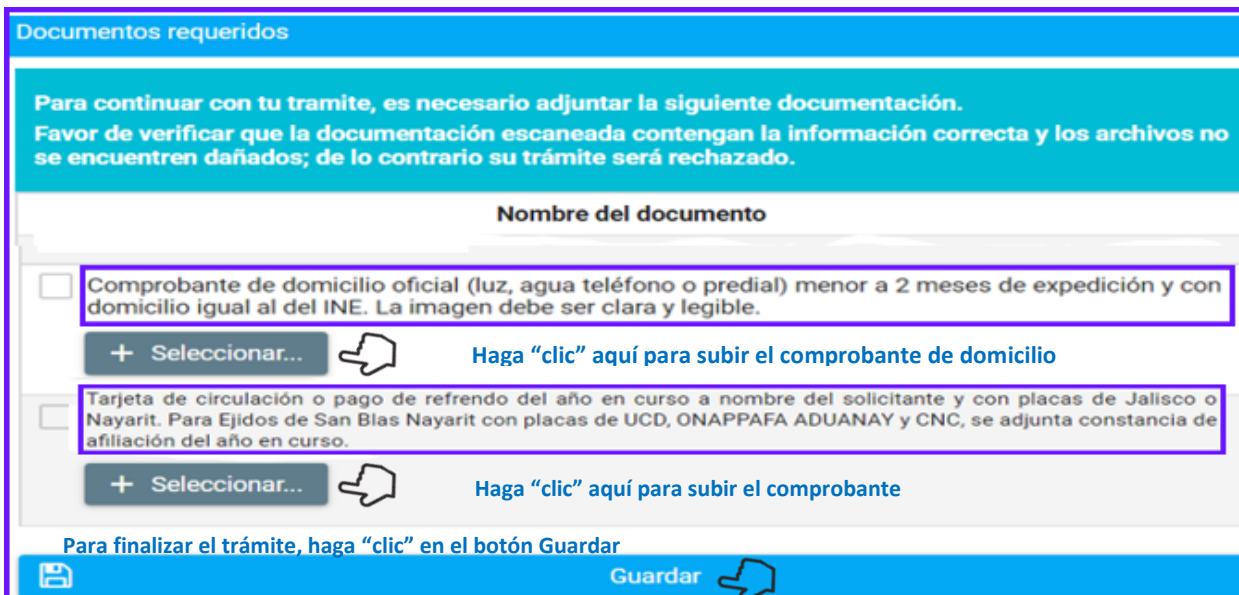 Documentos requeridos
Para continuar con tu tramite, es necesario adjuntar la siguiente documentación.
Favor de verificar que la documentación escaneada contengan la información correcta y los archivos no
se encuentren dañados; de lo contrario su trámite será rechazado.
Nombre del documento
Comprobante de domicilio oficial (luz, agua teléfono o predial) menor a 2 meses de expedición y con
domicilio igual al del INE. La imagen debe ser clara y legible.
+ Seleccionar... Haga “clic” aquí para subir el comprobante de domicilio
Tarjeta de circulación o pago de refrendo del año en curso a nombre del solicitante y con placas de Jalisco o
Nayarit. Para Ejidos de San Blas Nayarit con placas de UCD, ONAPPAFA ADUANAY y CNC, se adjunta constancia de
afiliación del año en curso.
+ Seleccionar... Haga “clic” aquí para subir el comprobante
Para finalizar el trámite, haga “clic” en el botón Guardar
Guardar